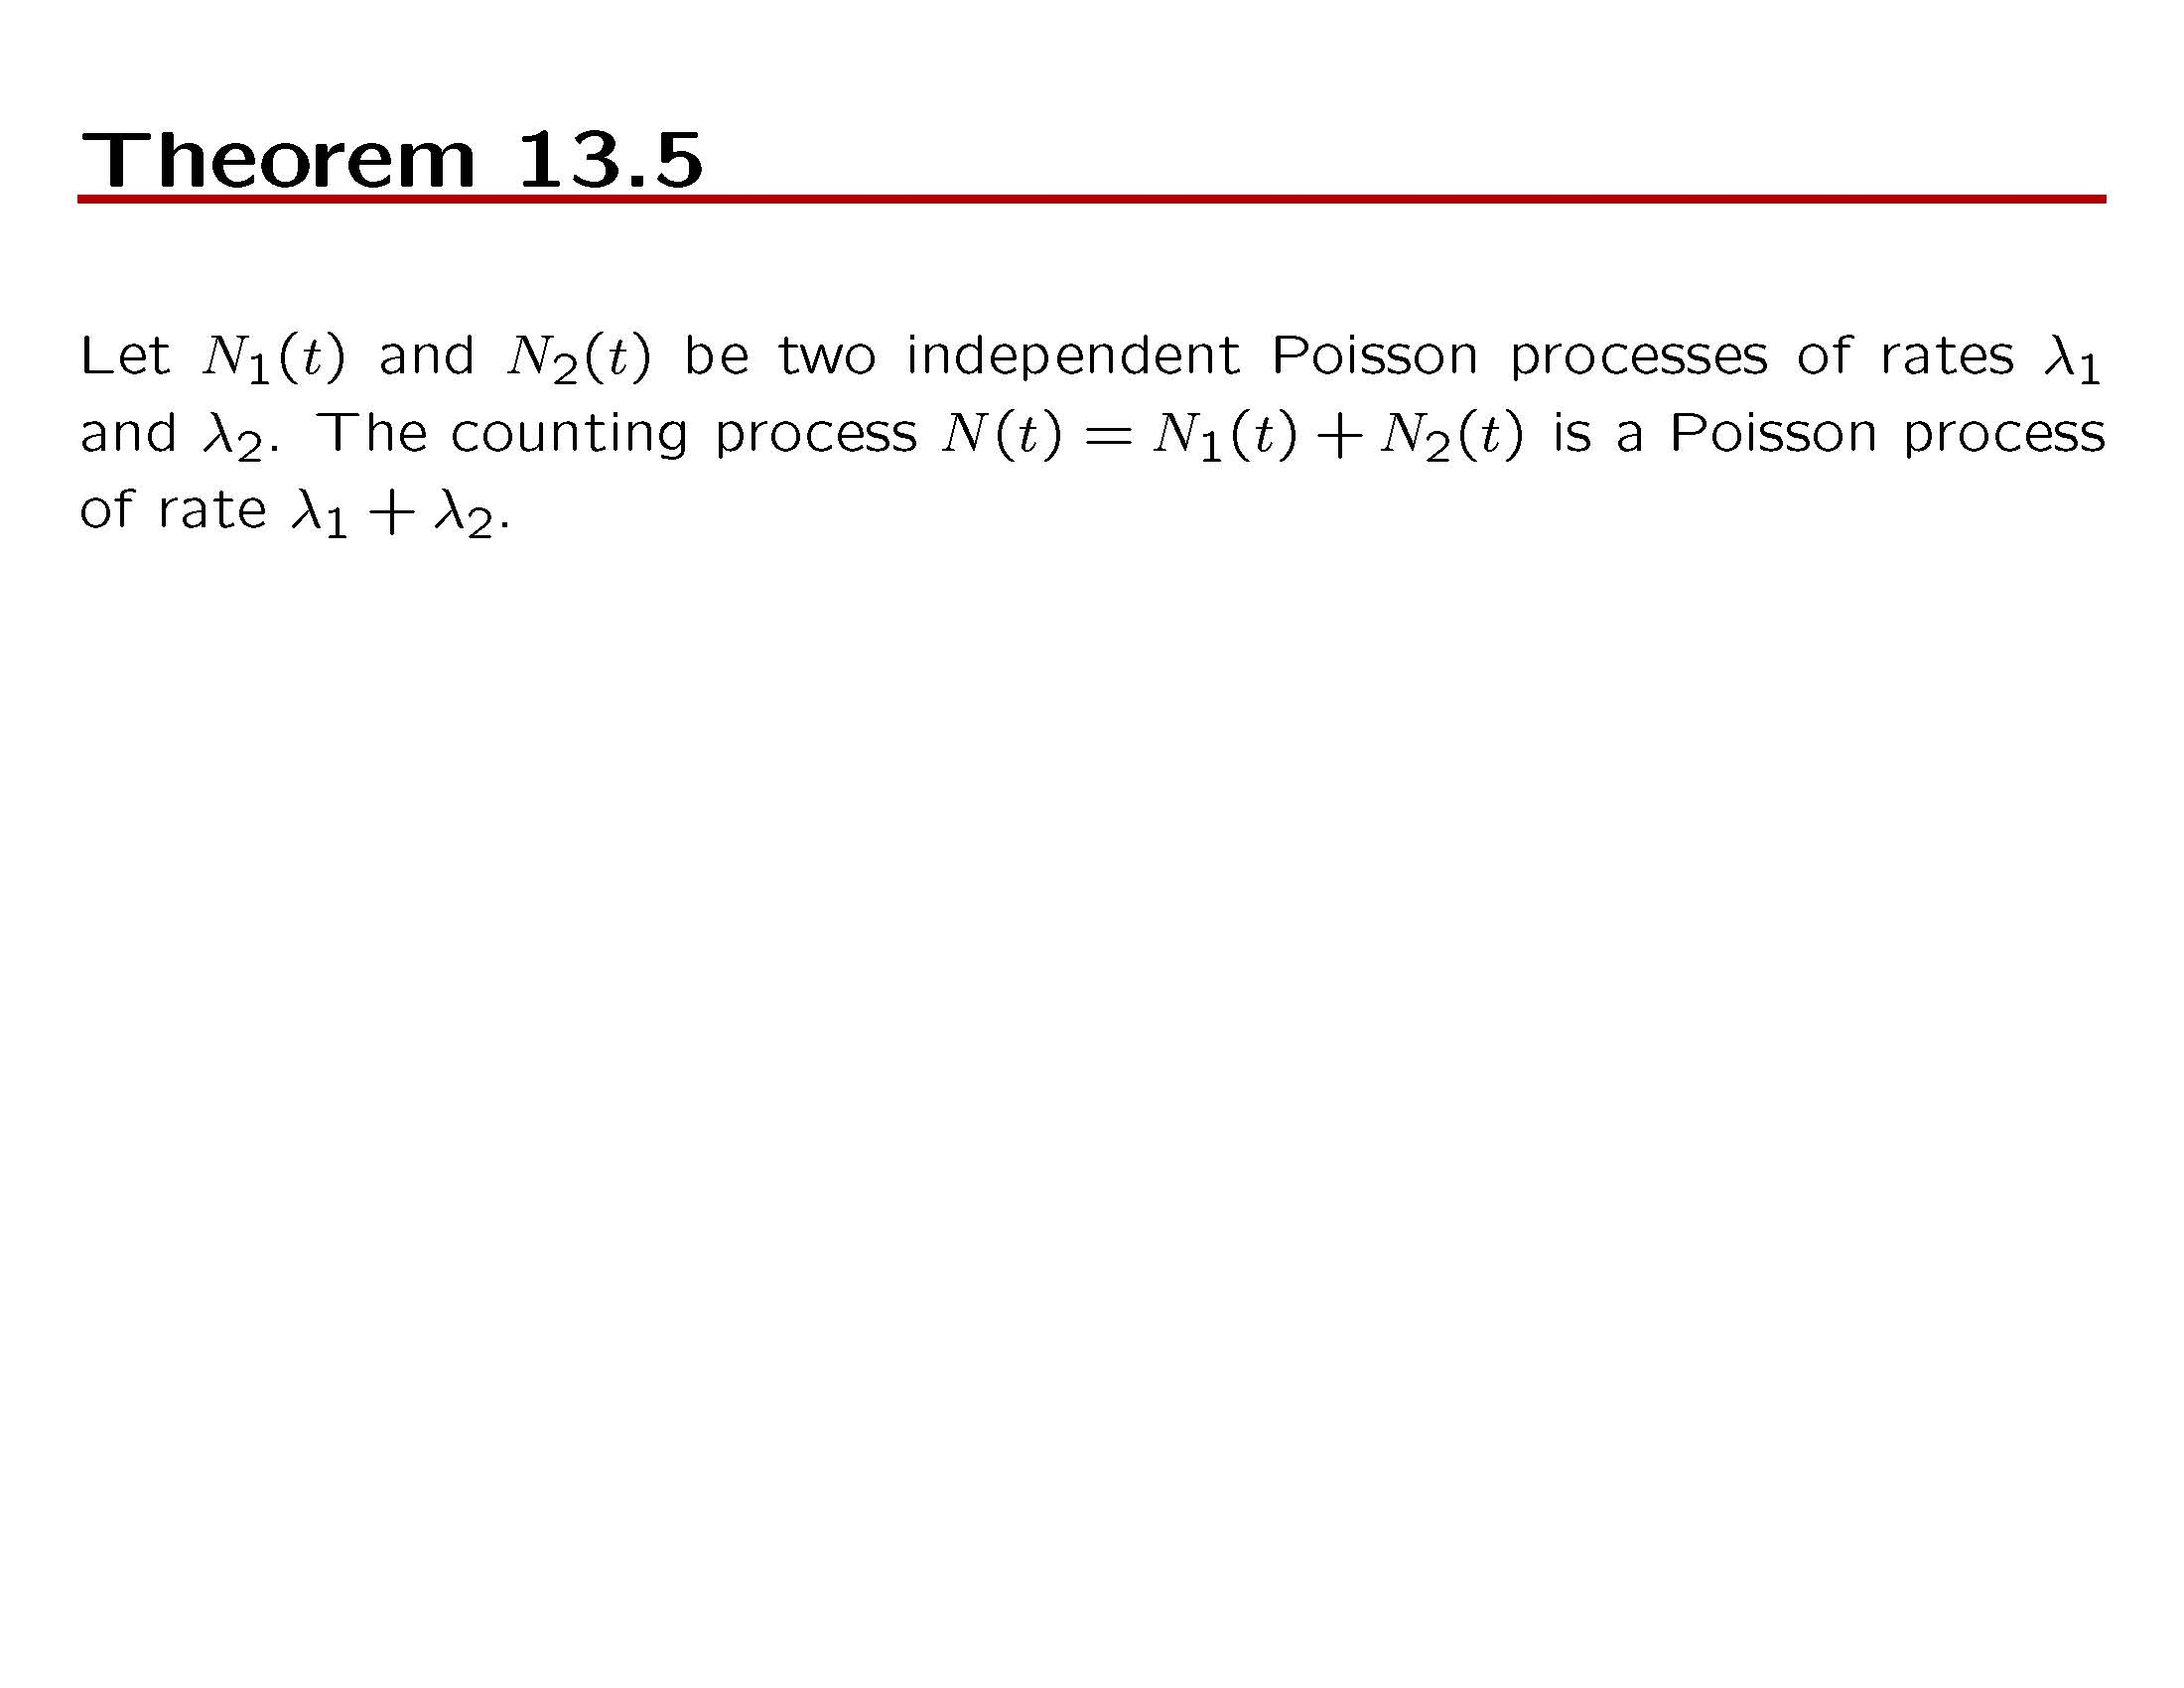 Theorem 13.5
Let N₁(t) and N₂(t) be two independent Poisson processes of rates λ₁
and λ₂. The counting process N(t) = N₁(t) + N₂(t) is a Poisson process
of rate λ₁ + λ₂.